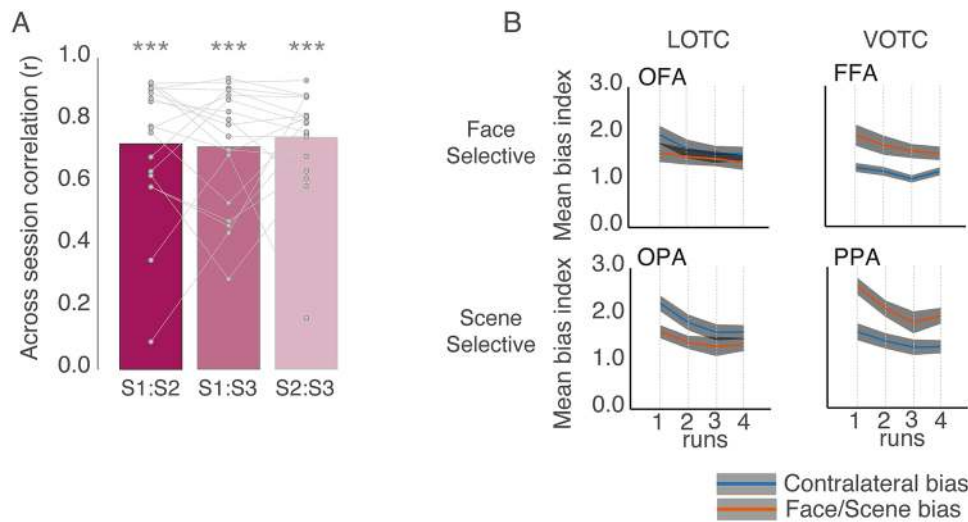 A
B
LOTC
VOTC
Across session correlation (r)
1.0
0.8
0.6
0.4
0.2
0.0
***
***
***
S1:S2
S1:S3
S2:S3
Face
Selective
Mean bias index
3.0
2.0
1.0
0.0
OFA
FFA
Scene
Selective
Mean bias index
3.0
2.0
1.0
0.0
OPA
PPA
1 2 3 4
runs
1 2 3 4
runs
Contralateral bias
Face/Scene bias